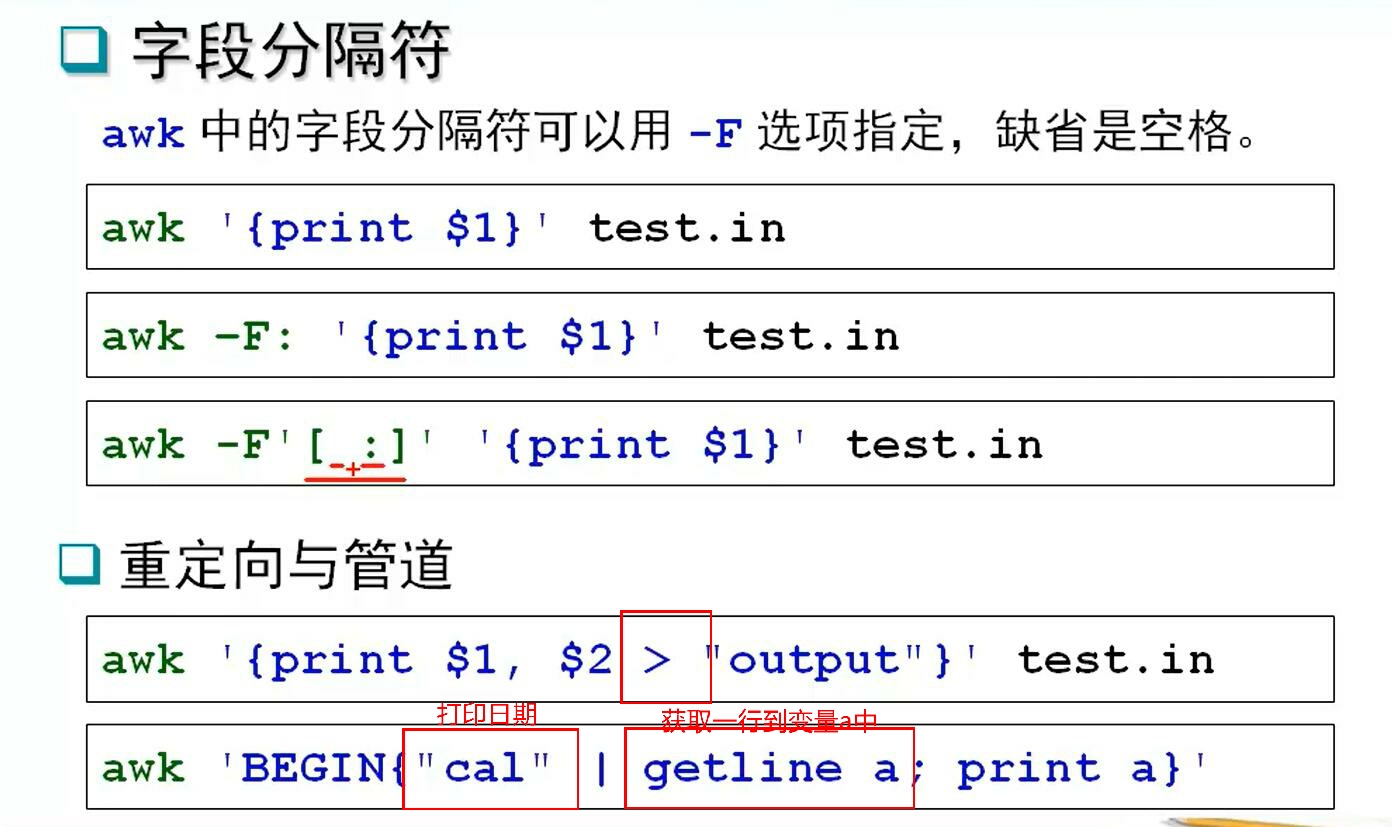 字段分隔符
awk 中的字段分隔符可以用 -F 选项指定，缺省是空格。
awk '{print $1}' test.in
awk -F: '{print $1}' test.in
awk -F'[ :]' '{print $1}' test.in
+
重定向与管道
awk '{print $1, $2 > "output"}' test.in
打印日期 获取一行到变量a中
awk 'BEGIN{"cal" | getline a; print a}'